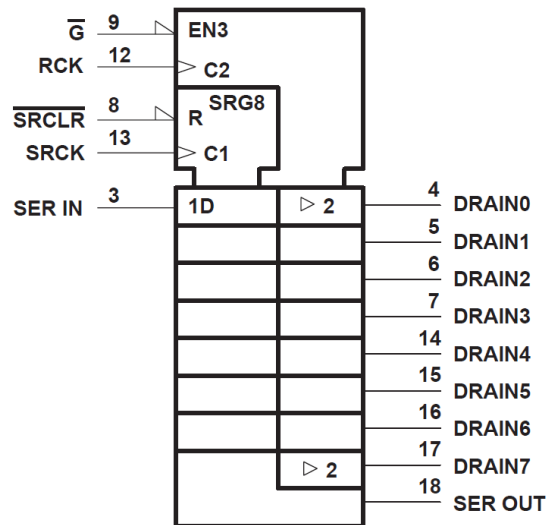 G 9 EN3
RCK 12 C2
SRG8
SRCLR 8 R
SRCK 13 C1
SER IN 3 1D 2 4 DRAIN0
5 DRAIN1
6 DRAIN2
7 DRAIN3
14 DRAIN4
15 DRAIN5
16 DRAIN6
2 17 DRAIN7
18 SER OUT